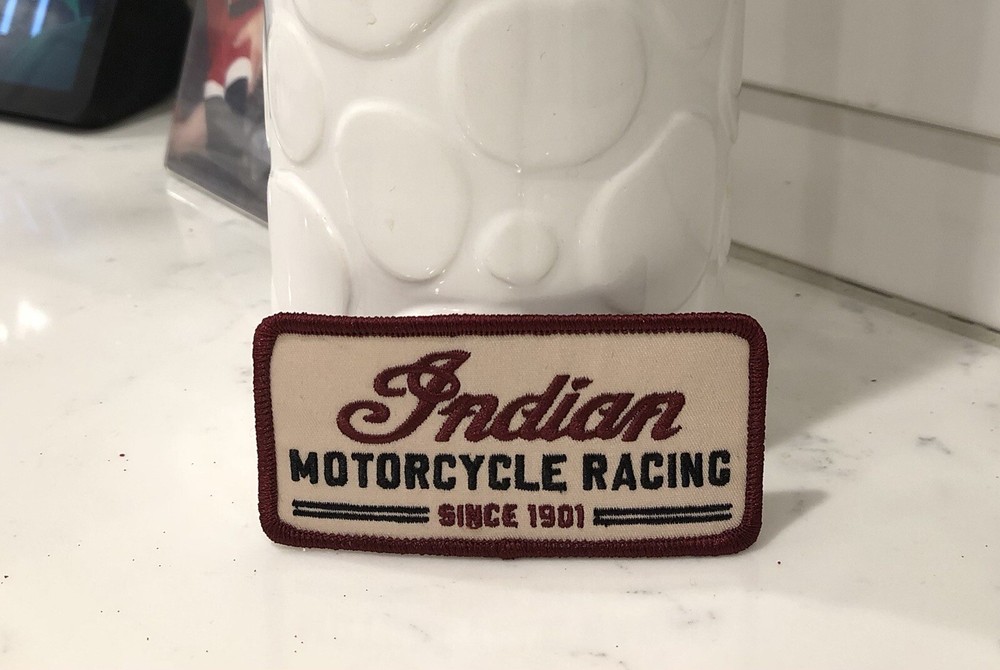 Indian
MOTORCYCLE RACING
SINCE 1901